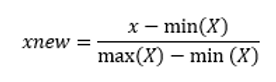 xnew = x − min(X) / max(X) − min (X)